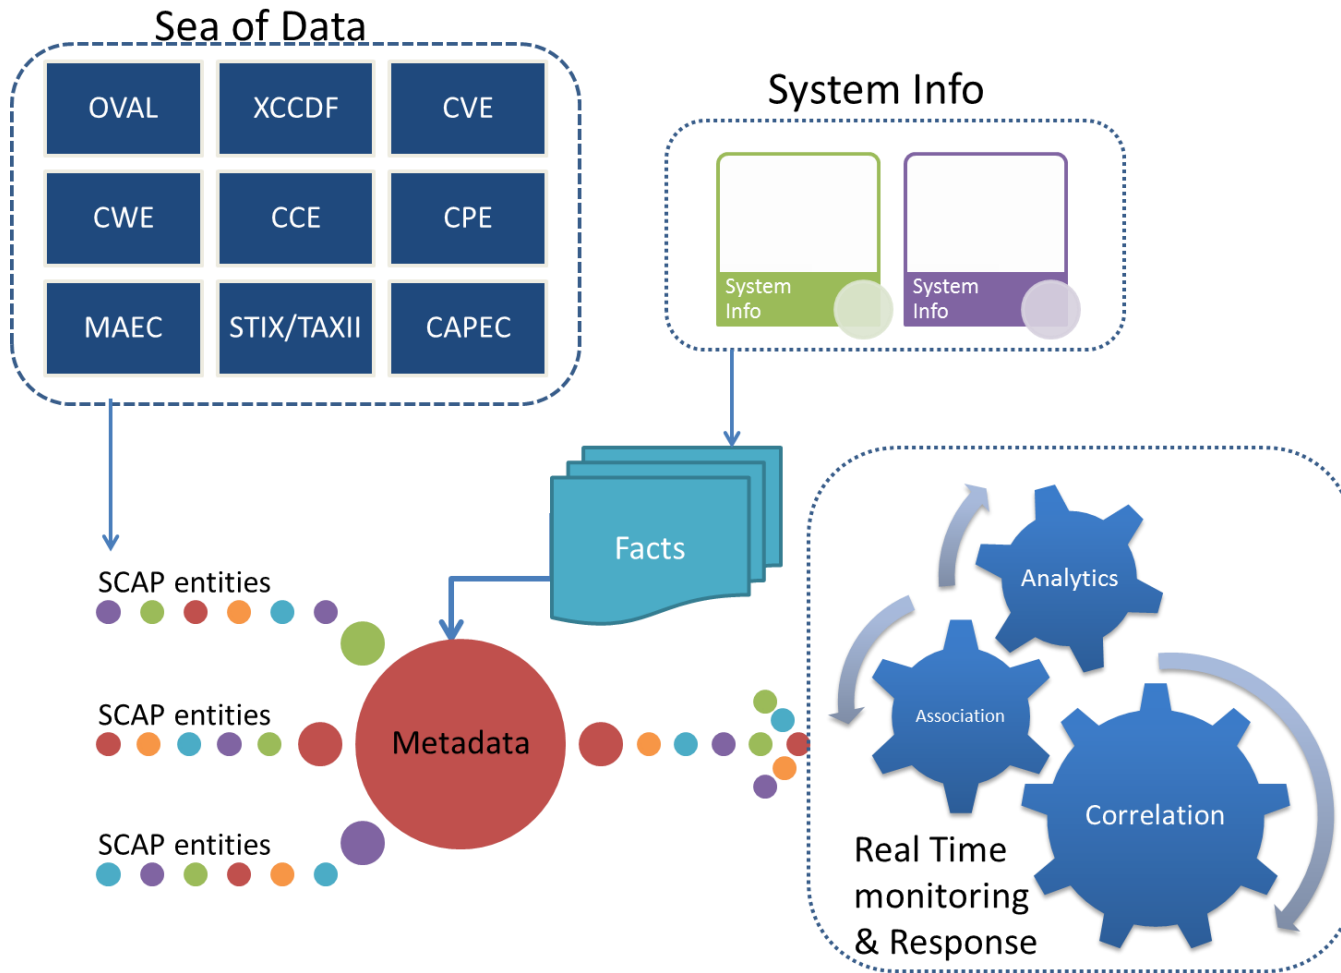 Sea of Data
OVAL
XCCDF
CVE
CWE
CCE
CPE
MAEC
STIX/TAXII
CAPEC
System Info
System
Info
System
Info
Facts
SCAP entities
SCAP entities
SCAP entities
Metadata
Analytics
Association
Correlation
Real Time
monitoring
& Response